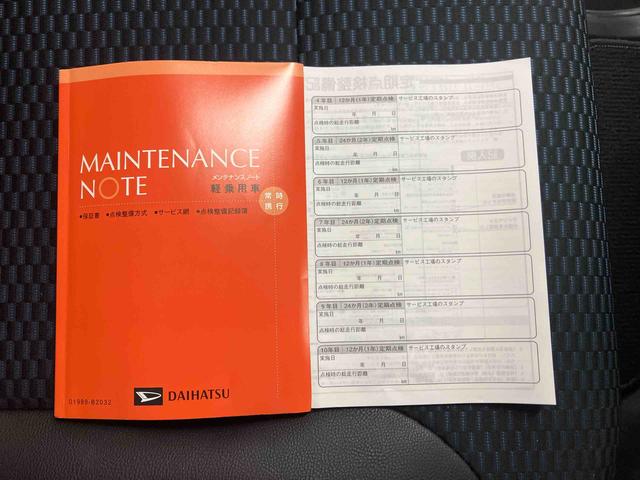 MAINTENANCE
NOTE
メンテナンスノート
軽乗用車
常時
携行
●保証書 ●点検整備方式 ●サービス網 ●点検整備記録簿
DAIHATSU
01999-B2032
4年目 12か月(1年)定期点検 サービス工場のスタンプ
実施日
年 月 日
点検時の総走行距離
km
5年目 24か月(2年)定期点検 サービス工場のスタンプ
実施日
年 月 日
点検時の総走行距離
km
6年目 12か月(1年)定期点検 サービス工場のスタンプ
実施日
年 月 日
点検時の総走行距離
km
7年目 24か月(2年)定期点検 サービス工場のスタンプ
実施日
年 月 日
点検時の総走行距離
km
8年目 12か月(1年)定期点検 サービス工場のスタンプ
実施日
年 月 日
点検時の総走行距離
km
9年目 24か月(2年)定期点検 サービス工場のスタンプ
実施日
年 月 日
点検時の総走行距離
km
10年目 12か月(1年)定期点検 サービス工場のスタンプ
実施日
年 月 日
点検時の総走行距離
km